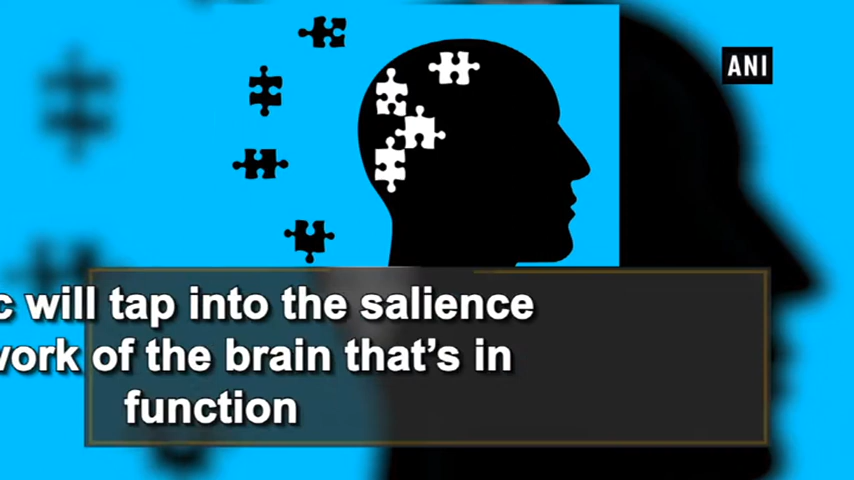 ANI
will tap into the salience
of the brain that's in
function